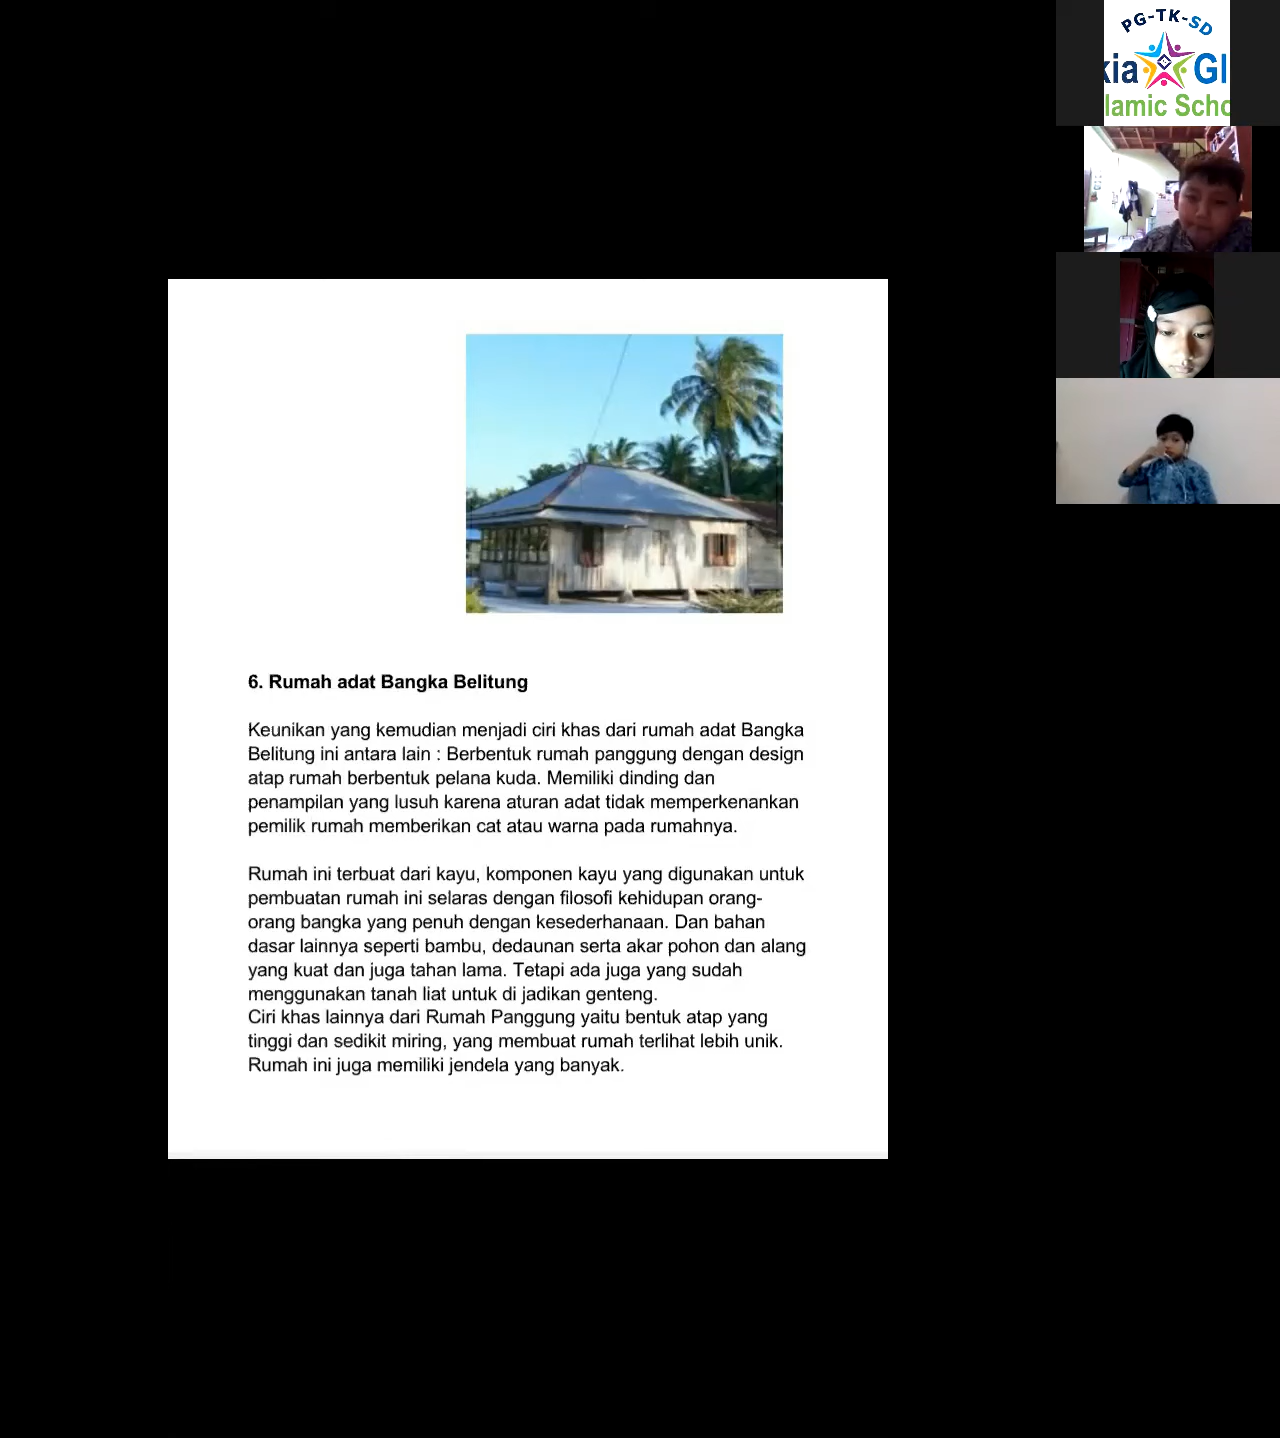 PG-TK-SD
kia Gl
lamic Scho
6. Rumah adat Bangka Belitung
Keunikan yang kemudian menjadi ciri khas dari rumah adat Bangka
Belitung ini antara lain : Berbentuk rumah panggung dengan design
atap rumah berbentuk pelana kuda. Memiliki dinding dan
penampilan yang lusuh karena aturan adat tidak memperkenankan
pemilik rumah memberikan cat atau warna pada rumahnya.
Rumah ini terbuat dari kayu, komponen kayu yang digunakan untuk
pembuatan rumah ini selaras dengan filosofi kehidupan orang-
orang bangka yang penuh dengan kesederhanaan. Dan bahan
dasar lainnya seperti bambu, dedaunan serta akar pohon dan alang
yang kuat dan juga tahan lama. Tetapi ada juga yang sudah
menggunakan tanah liat untuk di jadikan genteng.
Ciri khas lainnya dari Rumah Panggung yaitu bentuk atap yang
tinggi dan sedikit miring, yang membuat rumah terlihat lebih unik.
Rumah ini juga memiliki jendela yang banyak.